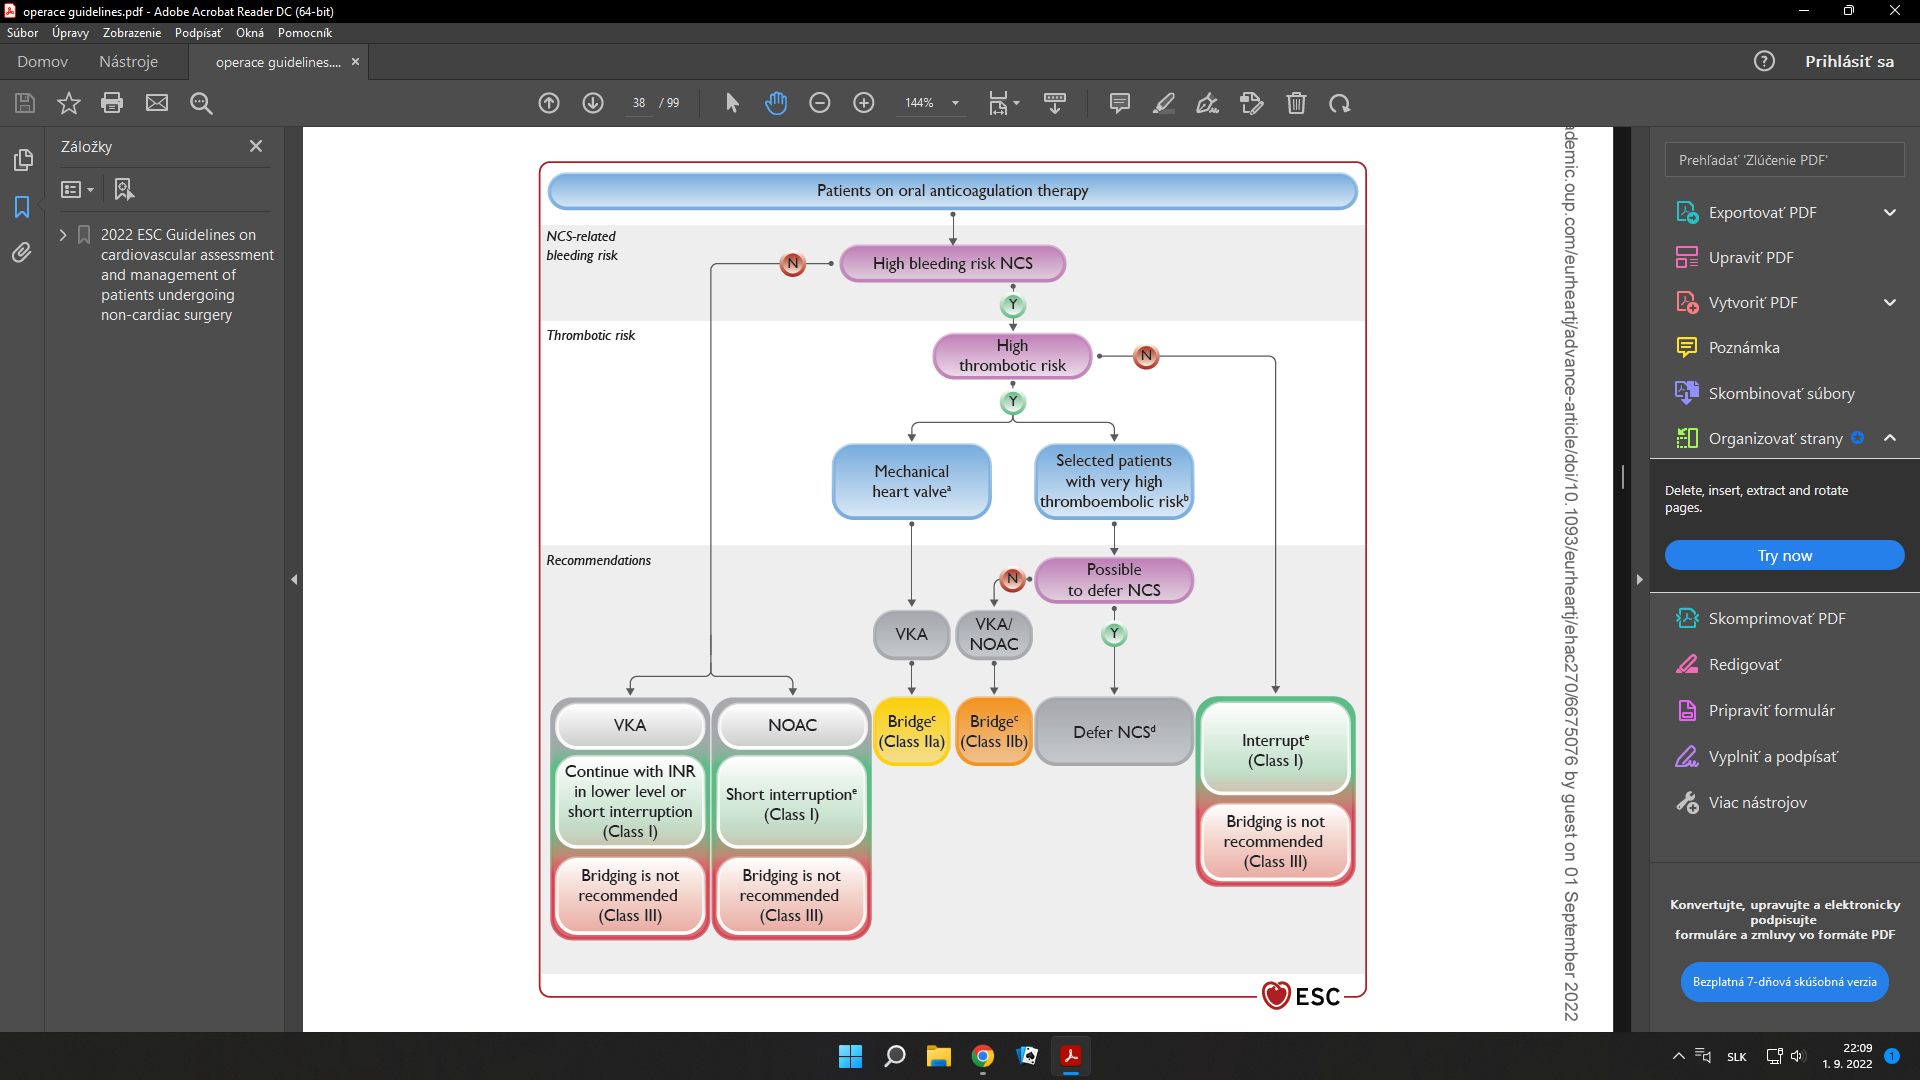 operace guidelines.pdf - Adobe Acrobat Reader DC (64-bit)
Súbor Úpravy Zobrazenie Podpísať Okná Pomocník
Domov Nástroje operace guidelines.... ×
Prihlásiť sa
38 / 99
144%
Záložky
2022 ESC Guidelines on
cardiovascular assessment
and management of
patients undergoing
non-cardiac surgery
Patients on oral anticoagulation therapy
NCS-related
bleeding risk
N
High bleeding risk NCS
Y
Thrombotic risk
High
thrombotic risk
N
Y
Mechanical
heart valveᵃ
Selected patients
with very high
thromboembolic riskᵇ
Recommendations
N
Possible
to defer NCS
VKA
VKA/
NOAC
Y
VKA
Continue with INR
in lower level or
short interruption
(Class I)
Bridging is not
recommended
(Class III)
NOAC
Short interruptionᵉ
(Class I)
Bridging is not
recommended
(Class III)
Bridgeᶜ
(Class IIa)
Bridgeᶜ
(Class IIb)
Defer NCSᵈ
Interruptᵉ
(Class I)
Bridging is not
recommended
(Class III)
ESC
ademic.oup.com/eurheartj/advance-article/doi/10.1093/eurheartj/ehac270/6675076 by guest on 01 September 2022
Prehľadať 'Zlúčenie PDF'
Exportovať PDF
Upraviť PDF
Vytvoriť PDF
Poznámka
Skombinovať súbory
Organizovať strany
Delete, insert, extract and rotate
pages.
Try now
Skomprimovať PDF
Redigovať
Pripraviť formulár
Vyplniť a podpísať
Viac nástrojov
Konvertujte, upravujte a elektronicky
podpisujte
formuláre a zmluvy vo formáte PDF
Bezplatná 7-dňová skúšobná verzia
SLK
22:09
1. 9. 2022
1